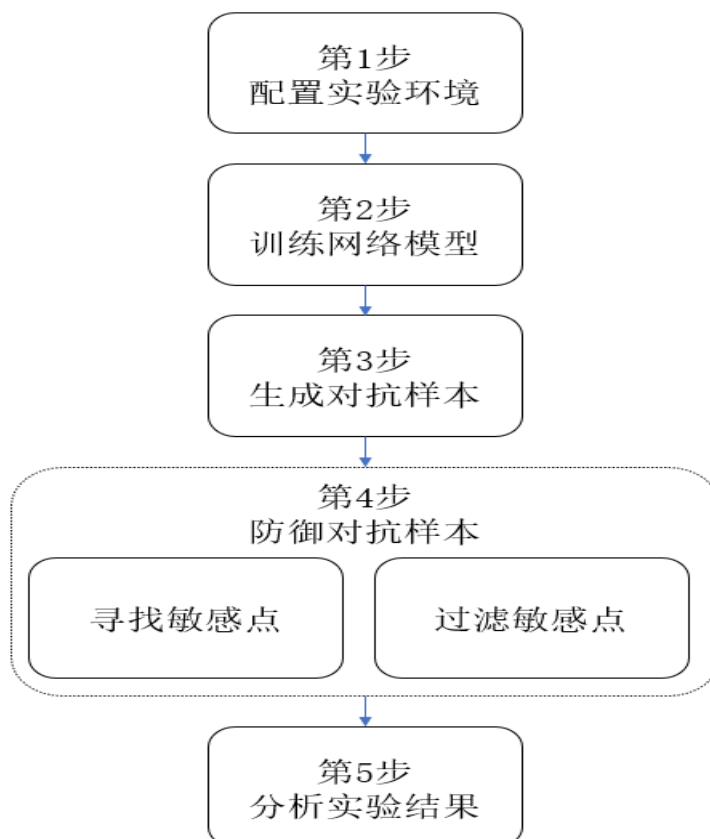 第1步
配置实验环境
第2步
训练网络模型
第3步
生成对抗样本
第4步
防御对抗样本
寻找敏感点
过滤敏感点
第5步
分析实验结果